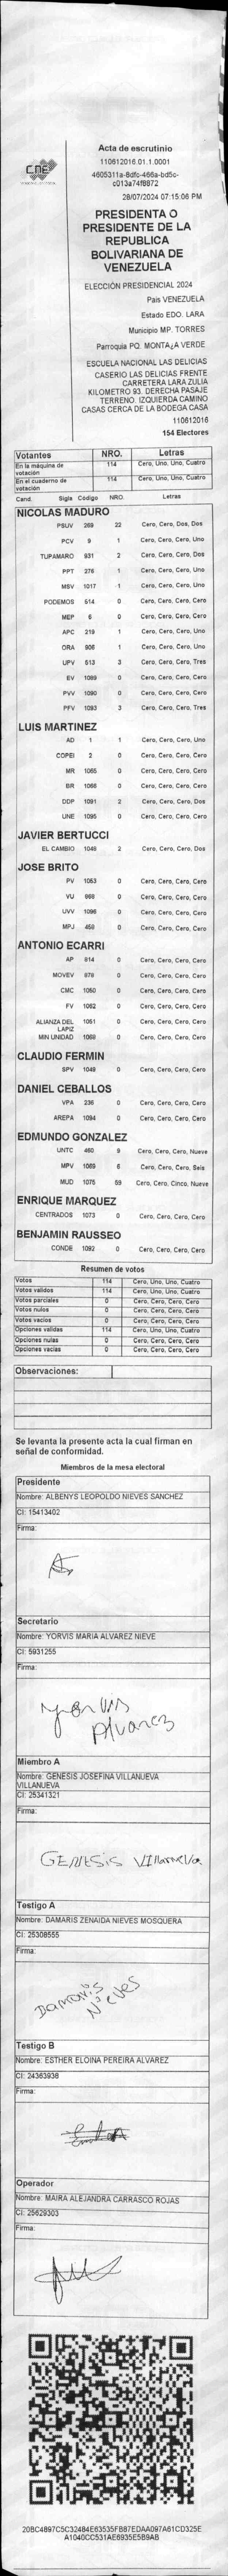 CNE
Acta de escrutinio
110612016.01.1.0001
4605311a-8dfc-466a-bd5c-
c013a74f8872
28/07/2024 07:15:06 PM
PRESIDENTA O
PRESIDENTE DE LA
REPUBLICA
BOLIVARIANA DE
VENEZUELA
ELECCIÓN PRESIDENCIAL 2024
Pais VENEZUELA
Estado EDO. LARA
Municipio MP. TORRES
Parroquia PQ. MONTA¿A VERDE
ESCUELA NACIONAL LAS DELICIAS
CASERIO LAS DELICIAS FRENTE
CARRETERA LARA ZULIA
KILOMETRO 93. DERECHA PASAJE
TERRENO. IZQUIERDA CAMINO
CASAS CERCA DE LA BODEGA CASA
110612016
154 Electores
Votantes NRO. Letras
En la máquina de votación 114 Cero, Uno, Uno, Cuatro
En el cuaderno de votación 114 Cero, Uno, Uno, Cuatro
Cand. Sigla Código NRO. Letras
NICOLAS MADURO
PSUV 269 22 Cero, Cero, Dos, Dos
PCV 9 1 Cero, Cero, Cero, Uno
TUPAMARO 931 2 Cero, Cero, Cero, Dos
PPT 276 1 Cero, Cero, Cero, Uno
MSV 1017 1 Cero, Cero, Cero, Uno
PODEMOS 514 0 Cero, Cero, Cero, Cero
MEP 6 0 Cero, Cero, Cero, Cero
APC 219 1 Cero, Cero, Cero, Uno
ORA 906 1 Cero, Cero, Cero, Uno
UPV 513 3 Cero, Cero, Cero, Tres
EV 1089 0 Cero, Cero, Cero, Cero
PVV 1090 0 Cero, Cero, Cero, Cero
PFV 1093 3 Cero, Cero, Cero, Tres
LUIS MARTINEZ
AD 1 1 Cero, Cero, Cero, Uno
COPEI 2 0 Cero, Cero, Cero, Cero
MR 1065 0 Cero, Cero, Cero, Cero
BR 1066 0 Cero, Cero, Cero, Cero
DDP 1091 2 Cero, Cero, Cero, Dos
UNE 1095 0 Cero, Cero, Cero, Cero
JAVIER BERTUCCI
EL CAMBIO 1048 2 Cero, Cero, Cero, Dos
JOSE BRITO
PV 1053 0 Cero, Cero, Cero, Cero
VU 968 0 Cero, Cero, Cero, Cero
UVV 1096 0 Cero, Cero, Cero, Cero
MPJ 458 0 Cero, Cero, Cero, Cero
ANTONIO ECARRI
AP 814 0 Cero, Cero, Cero, Cero
MOVEV 978 0 Cero, Cero, Cero, Cero
CMC 1050 0 Cero, Cero, Cero, Cero
FV 1052 0 Cero, Cero, Cero, Cero
ALIANZA DEL LAPIZ 1051 0 Cero, Cero, Cero, Cero
MIN UNIDAD 1068 0 Cero, Cero, Cero, Cero
CLAUDIO FERMIN
SPV 1049 0 Cero, Cero, Cero, Cero
DANIEL CEBALLOS
VPA 236 0 Cero, Cero, Cero, Cero
AREPA 1094 0 Cero, Cero, Cero, Cero
EDMUNDO GONZALEZ
UNTC 460 9 Cero, Cero, Cero, Nueve
MPV 1069 6 Cero, Cero, Cero, Seis
MUD 1075 59 Cero, Cero, Cinco, Nueve
ENRIQUE MARQUEZ
CENTRADOS 1073 0 Cero, Cero, Cero, Cero
BENJAMIN RAUSSEO
CONDE 1092 0 Cero, Cero, Cero, Cero
Resumen de votos
Votos 114 Cero, Uno, Uno, Cuatro
Votos validos 114 Cero, Uno, Uno, Cuatro
Votos parciales 0 Cero, Cero, Cero, Cero
Votos nulos 0 Cero, Cero, Cero, Cero
Votos vacios 0 Cero, Cero, Cero, Cero
Opciones validas 114 Cero, Uno, Uno, Cuatro
Opciones nulas 0 Cero, Cero, Cero, Cero
Opciones vacias 0 Cero, Cero, Cero, Cero
Observaciones:
Se levanta la presente acta la cual firman en
señal de conformidad.
Miembros de la mesa electoral
Presidente
Nombre: ALBENYS LEOPOLDO NIEVES SANCHEZ
CI: 15413402
Firma:
Secretario
Nombre: YORVIS MARIA ALVAREZ NIEVE
CI: 5931255
Firma:
Yorvis
Alvarez
Miembro A
Nombre: GENESIS JOSEFINA VILLANUEVA
VILLANUEVA
CI: 25341321
Firma:
GENESIS Villanueva
Testigo A
Nombre: DAMARIS ZENAIDA NIEVES MOSQUERA
CI: 25308555
Firma:
Damaris
Nieves
Testigo B
Nombre: ESTHER ELOINA PEREIRA ALVAREZ
CI: 24363938
Firma:
Operador
Nombre: MAIRA ALEJANDRA CARRASCO ROJAS
CI: 25629303
Firma:
20BC4897C5C32484E63535FB87EDAA097A61CD325E
A1040CC531AE6935E5B9AB